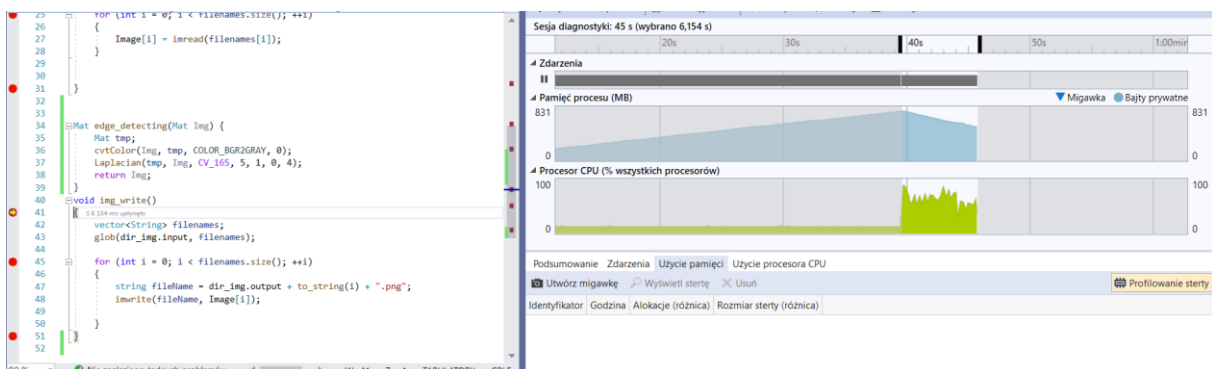 25 for (int i = 0; i < filenames.size(); ++i)
26 {
27 Image[i] = imread(filenames[i]);
28 }
29
30
31 }
32
33
34 Mat edge_detecting(Mat Img) {
35 Mat tmp;
36 cvtColor(Img, tmp, COLOR_BGR2GRAY, 0);
37 Laplacian(tmp, Img, CV_16S, 5, 1, 0, 4);
38 return Img;
39 }
40 void img_write()
41 { ≤ 6 154 ms upłynęło
42 vector<String> filenames;
43 glob(dir_img.input, filenames);
44
45 for (int i = 0; i < filenames.size(); ++i)
46 {
47 string fileName = dir_img.output + to_string(i) + ".png";
48 imwrite(fileName, Image[i]);
49
50 }
51 }
52
Sesja diagnostyki: 45 s (wybrano 6,154 s)
20s 30s 40s 50s 1:00min
Zdarzenia
Pamięć procesu (MB) Migawka Bajty prywatne
831 831
0 0
Procesor CPU (% wszystkich procesorów)
100 100
0 0
Podsumowanie Zdarzenia Użycie pamięci Użycie procesora CPU
Utwórz migawkę Wyświetl stertę Usuń Profilowanie sterty
Identyfikator Godzina Alokacje (różnica) Rozmiar sterty (różnica)